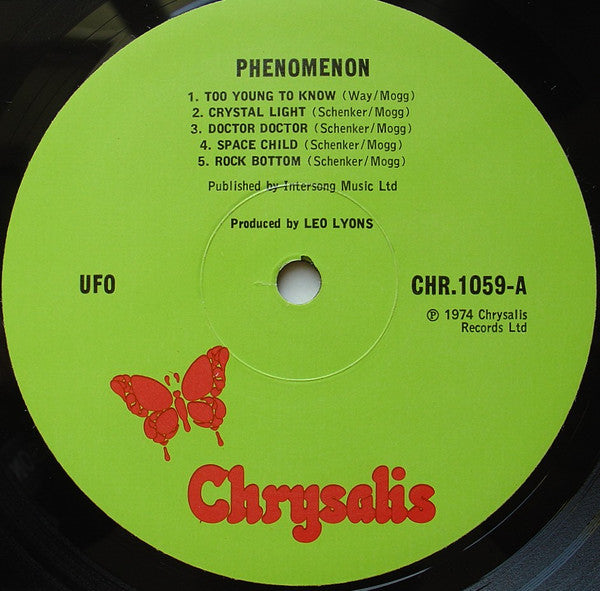 PHENOMENON
1. TOO YOUNG TO KNOW (Way/Mogg)
2. CRYSTAL LIGHT (Schenker/Mogg)
3. DOCTOR DOCTOR (Schenker/Mogg)
4. SPACE CHILD (Schenker/Mogg)
5. ROCK BOTTOM (Schenker/Mogg)
Published by Intersong Music Ltd
Produced by LEO LYONS
UFO
CHR.1059-A
℗ 1974 Chrysalis
Records Ltd
Chrysalis